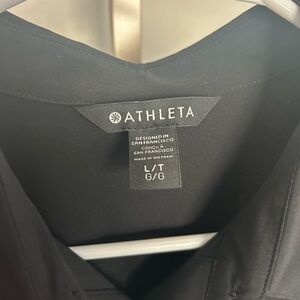 ATHLETA
DESIGNED IN
SAN FRANCISCO
CONÇU À
SAN FRANCISCO
MADE IN VIETNAM
L/T
G/G